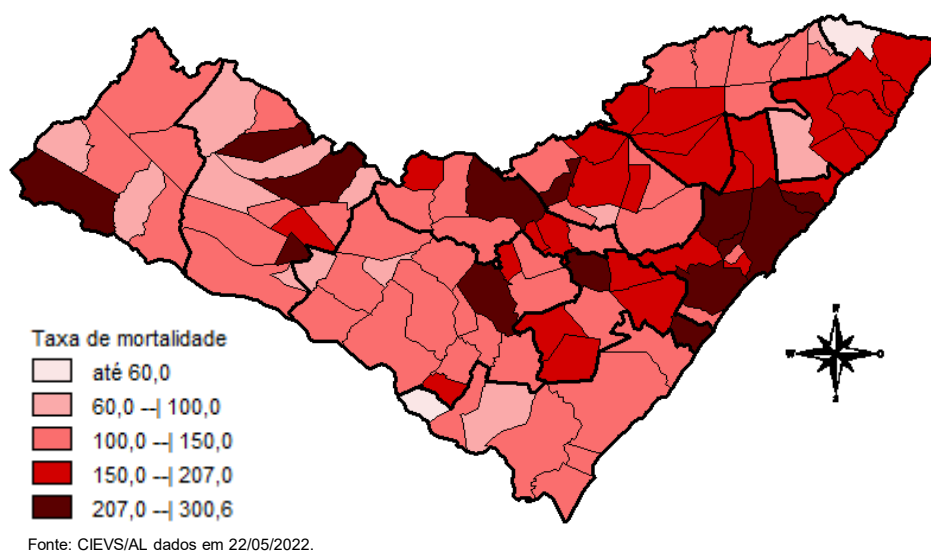 Taxa de mortalidade
até 60,0
60,0 --| 100,0
100,0 --| 150,0
150,0 --| 207,0
207,0 --| 300,6
Fonte: CIEVS/AL dados em 22/05/2022.
W
O